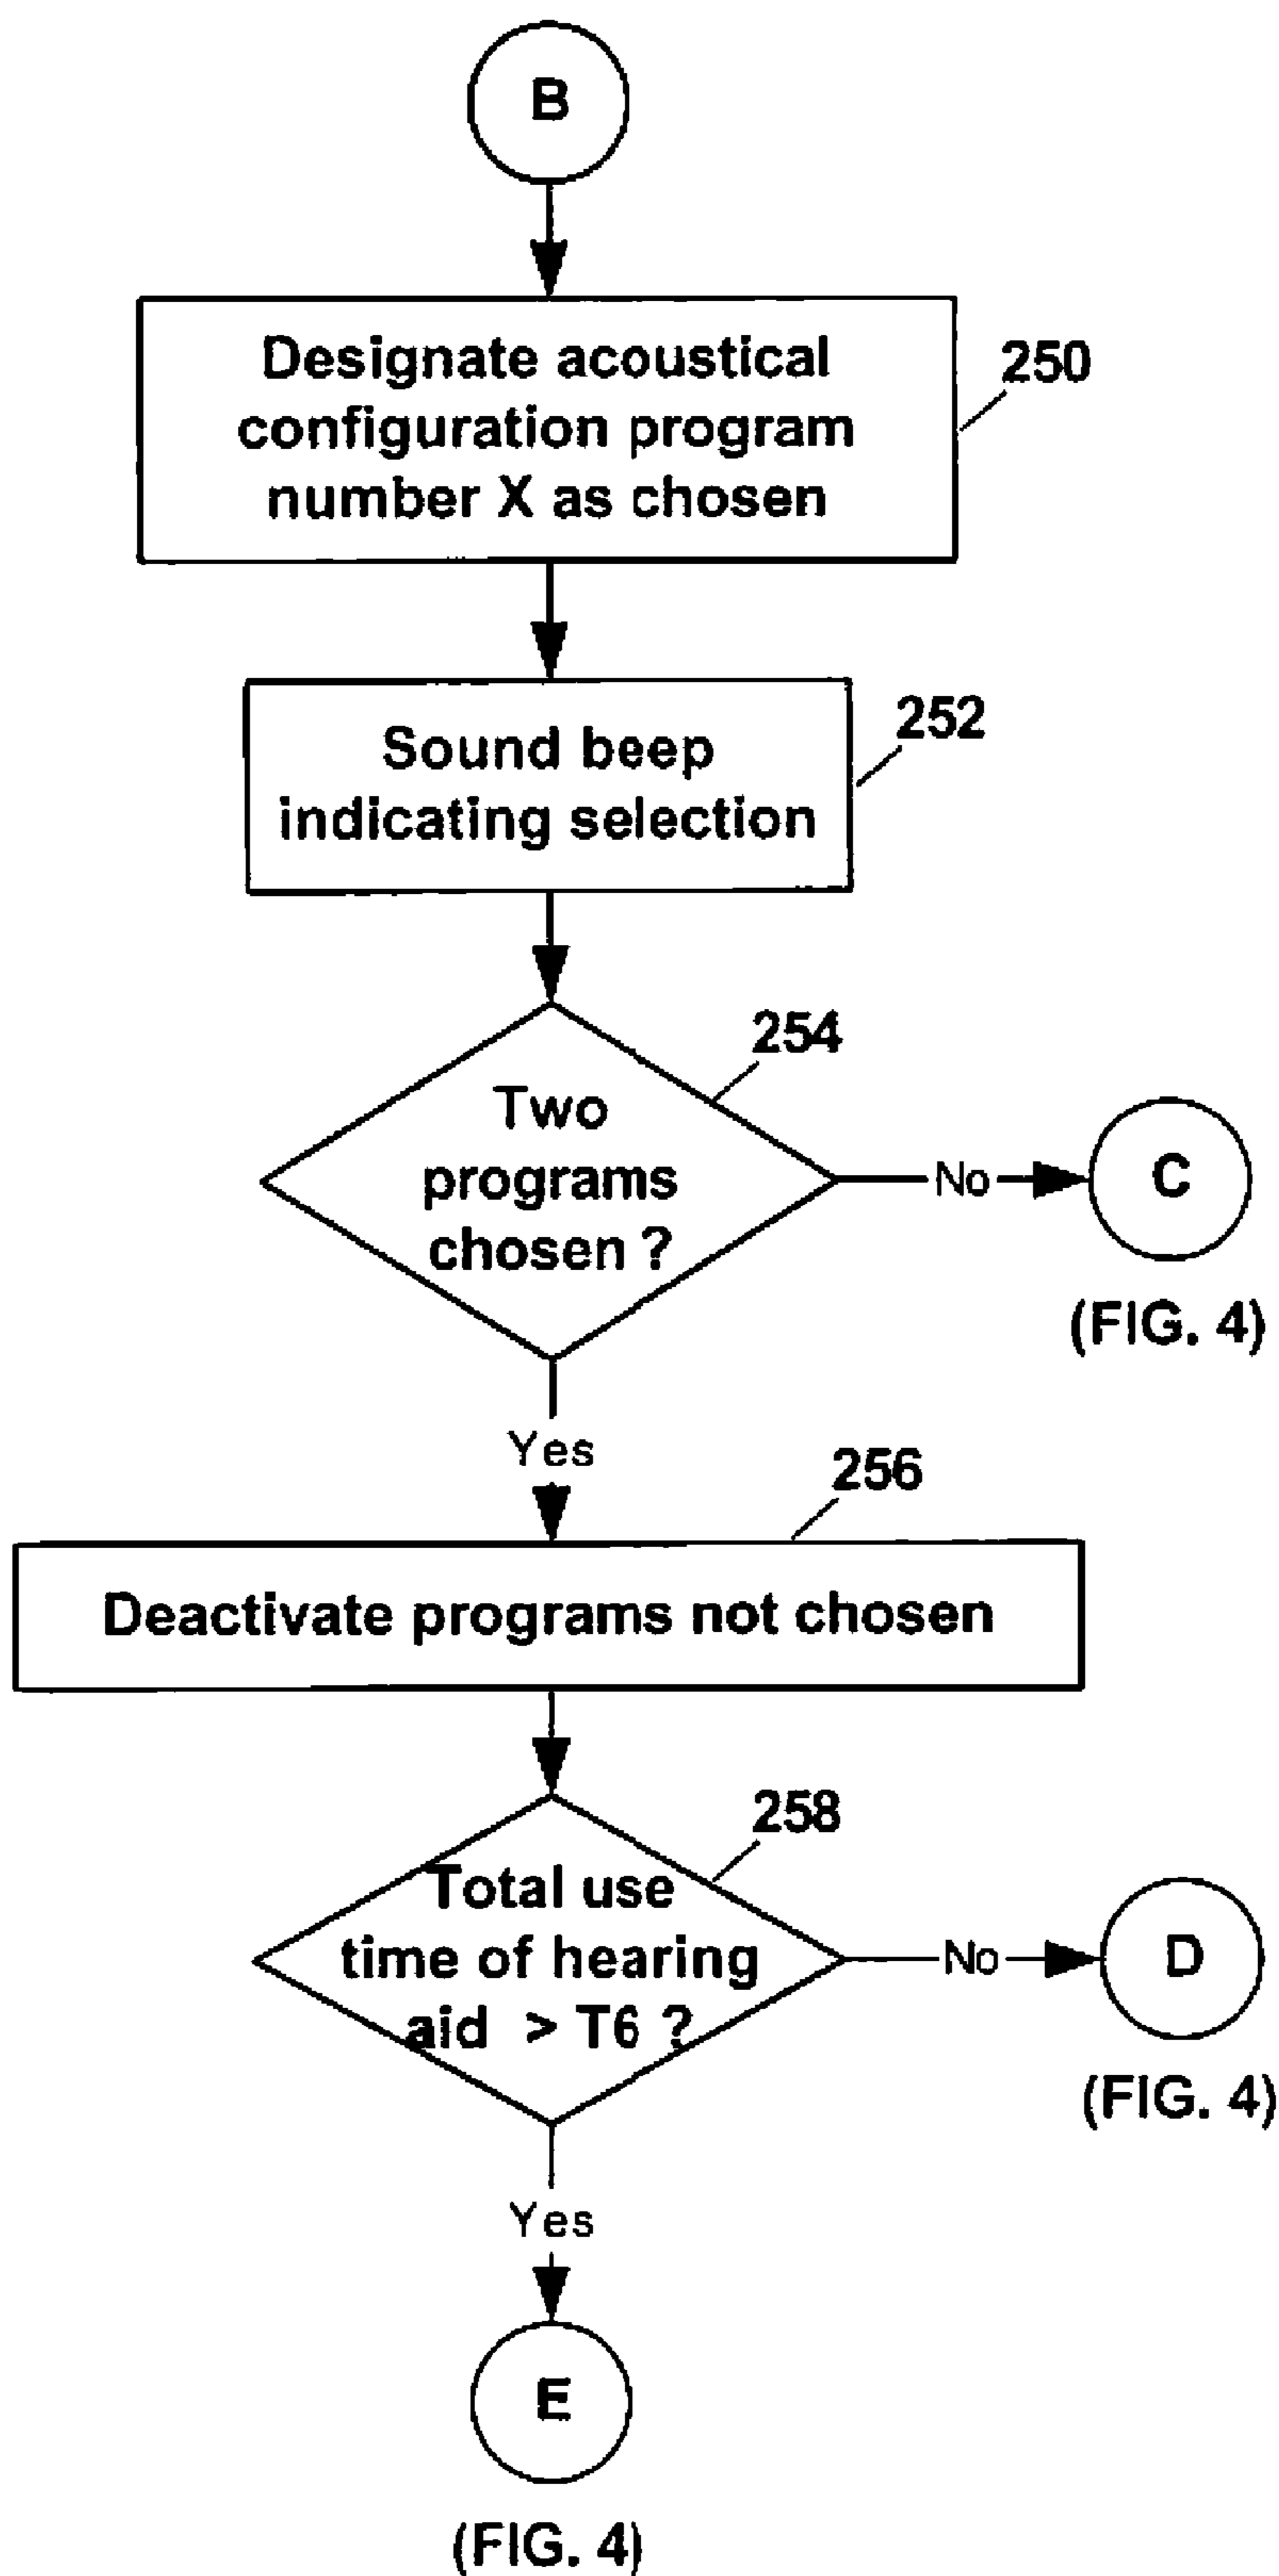 B
Designate acoustical
configuration program
number X as chosen
250
Sound beep
indicating selection
252
254
Two
programs
chosen ?
No
C
(FIG. 4)
Yes
256
Deactivate programs not chosen
258
Total use
time of hearing
aid > T6 ?
No
D
(FIG. 4)
Yes
E
(FIG. 4)